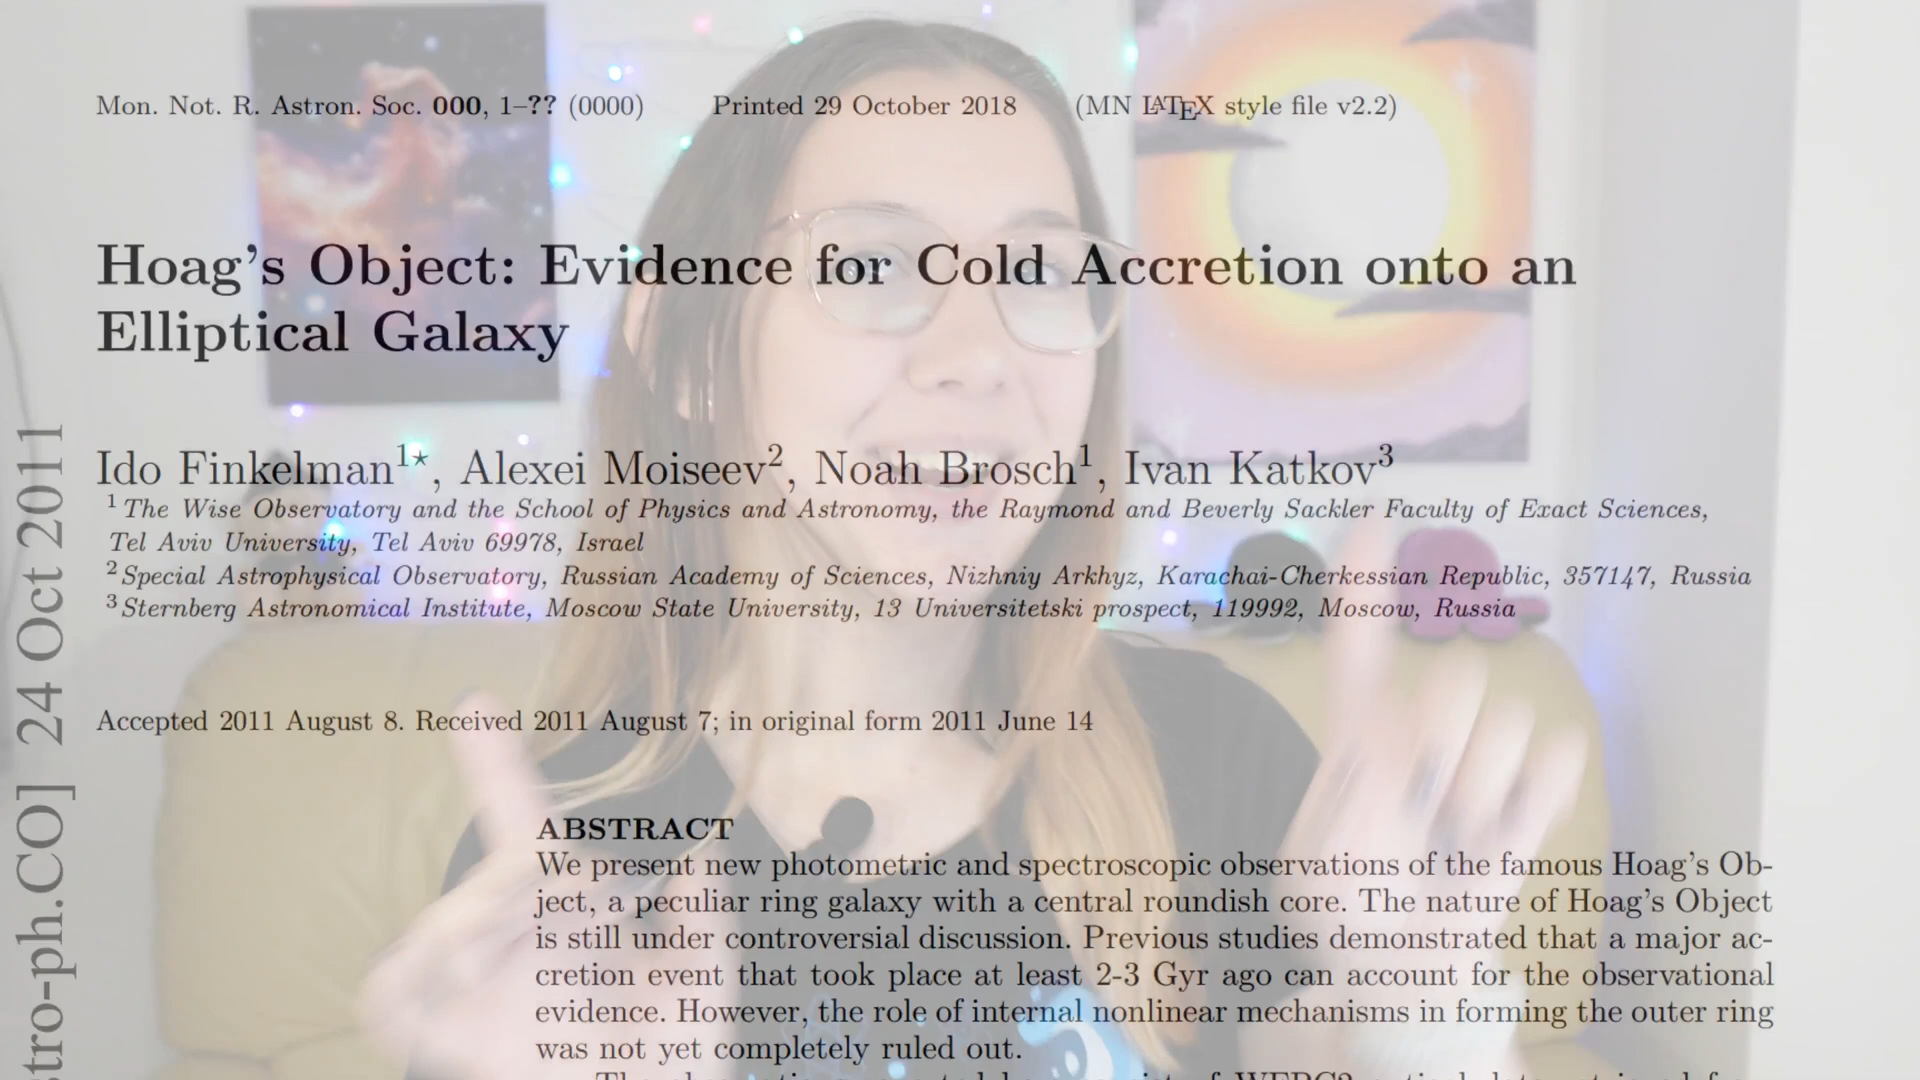 Mon. Not. R. Astron. Soc. 000, 1–?? (0000) Printed 29 October 2018 (MN LATEX style file v2.2)
Hoag's Object: Evidence for Cold Accretion onto an
Elliptical Galaxy
Ido Finkelman1⋆, Alexei Moiseev2, Noah Brosch1, Ivan Katkov3
1 The Wise Observatory and the School of Physics and Astronomy, the Raymond and Beverly Sackler Faculty of Exact Sciences,
Tel Aviv University, Tel Aviv 69978, Israel
2 Special Astrophysical Observatory, Russian Academy of Sciences, Nizhniy Arkhyz, Karachai-Cherkessian Republic, 357147, Russia
3 Sternberg Astronomical Institute, Moscow State University, 13 Universitetski prospect, 119992, Moscow, Russia
Accepted 2011 August 8. Received 2011 August 7; in original form 2011 June 14
ABSTRACT
We present new photometric and spectroscopic observations of the famous Hoag's Ob-
ject, a peculiar ring galaxy with a central roundish core. The nature of Hoag's Object
is still under controversial discussion. Previous studies demonstrated that a major ac-
cretion event that took place at least 2-3 Gyr ago can account for the observational
evidence. However, the role of internal nonlinear mechanisms in forming the outer ring
was not yet completely ruled out.
stro-ph.CO] 24 Oct 2011